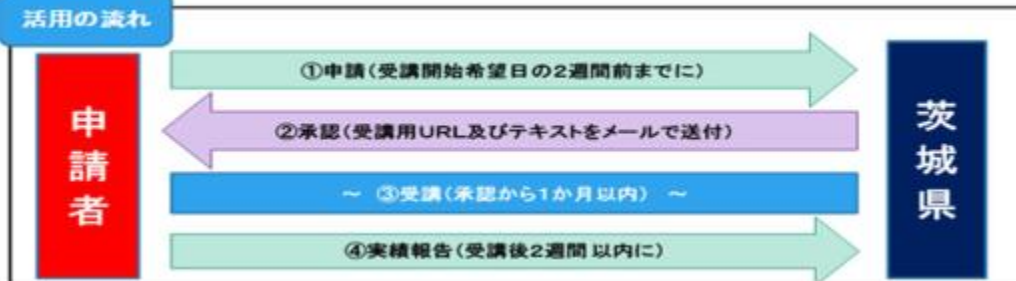 活用の流れ
申請者
①申請(受講開始希望日の2週間前までに)
②承認(受講用URL及びテキストをメールで送付)
～ ③受講(承認から1か月以内) ～
④実績報告(受講後2週間以内に)
茨城県